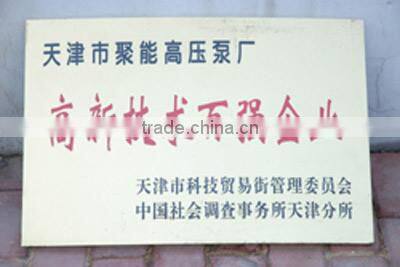 天津市聚能高压泵厂
高新技术百强企业
trade.china.cn
天津市科技贸易街管理委员会
中国社会调查事务所天津分所